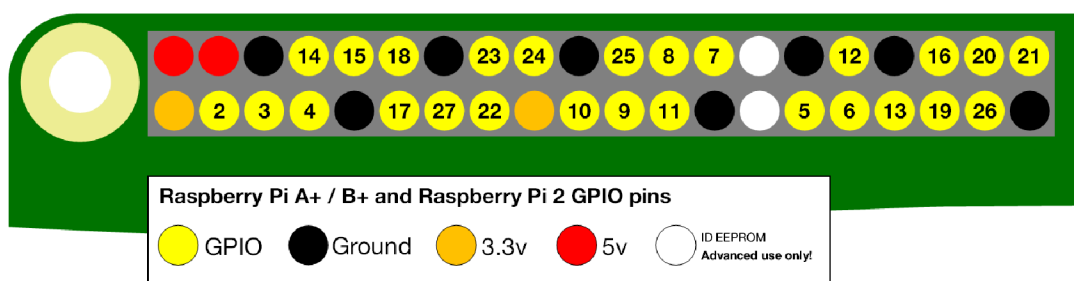 14 15 18 23 24 25 8 7 12 16 20 21
2 3 4 17 27 22 10 9 11 5 6 13 19 26
Raspberry Pi A+ / B+ and Raspberry Pi 2 GPIO pins
GPIO Ground 3.3v 5v ID EEPROM
Advanced use only!